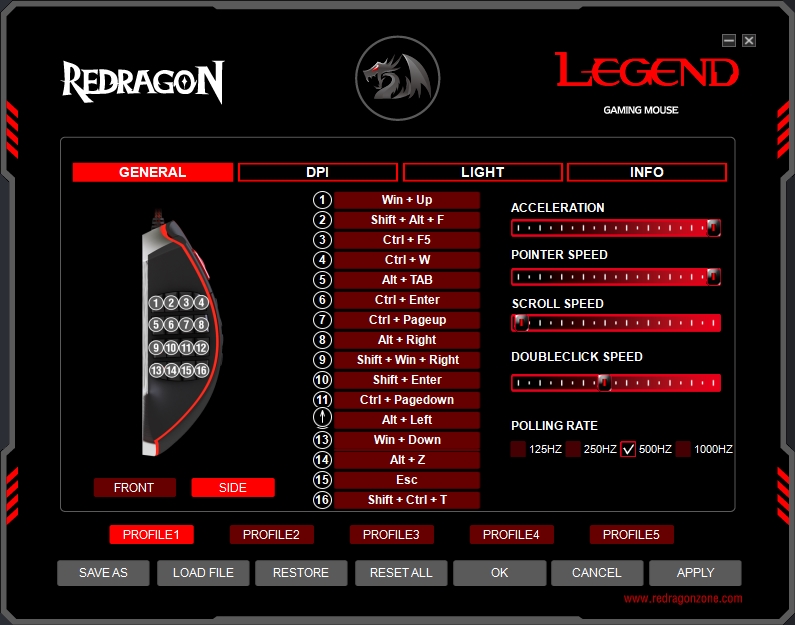 REDRAGON
LEGEND
GAMING MOUSE
GENERAL DPI LIGHT INFO
1 Win + Up
2 Shift + Alt + F
3 Ctrl + F5
4 Ctrl + W
5 Alt + TAB
6 Ctrl + Enter
7 Ctrl + Pageup
8 Alt + Right
9 Shift + Win + Right
10 Shift + Enter
11 Ctrl + Pagedown
↑ Alt + Left
13 Win + Down
14 Alt + Z
15 Esc
16 Shift + Ctrl + T
1 2 3 4
5 6 7 8
9 10 11 12
13 14 15 16
FRONT SIDE
ACCELERATION
POINTER SPEED
SCROLL SPEED
DOUBLECLICK SPEED
POLLING RATE
125HZ 250HZ 500HZ 1000HZ
PROFILE1 PROFILE2 PROFILE3 PROFILE4 PROFILE5
SAVE AS LOAD FILE RESTORE RESET ALL OK CANCEL APPLY
www.redragonzone.com